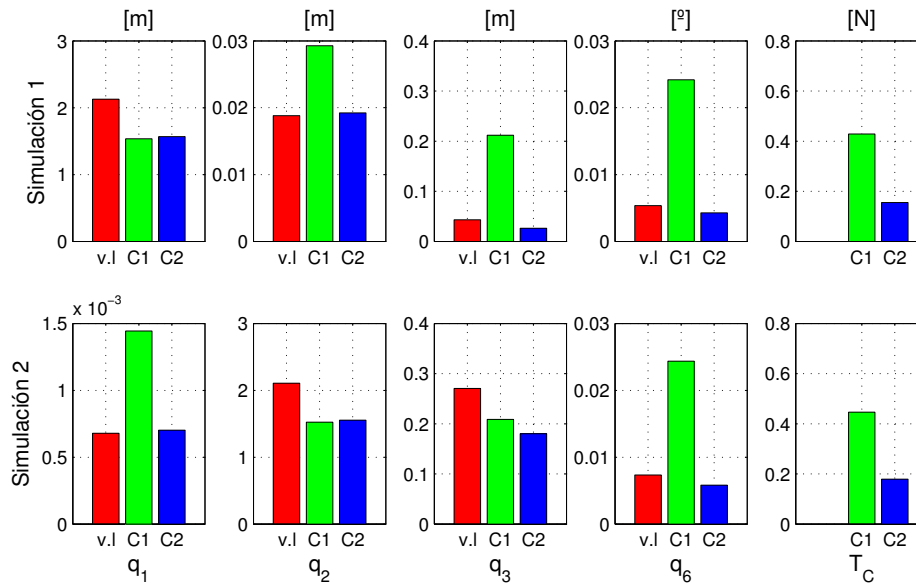 [m] [m] [m] [º] [N]
Simulación 1
3 2 1 0
0.03 0.02 0.01 0
0.4 0.3 0.2 0.1 0
0.03 0.02 0.01 0
0.8 0.6 0.4 0.2 0
v.l C1 C2 v.l C1 C2 v.l C1 C2 v.l C1 C2 C1 C2
x 10⁻³
Simulación 2
1.5 1 0.5 0
3 2 1 0
0.4 0.3 0.2 0.1 0
0.03 0.02 0.01 0
0.8 0.6 0.4 0.2 0
v.l C1 C2 v.l C1 C2 v.l C1 C2 v.l C1 C2 C1 C2
q₁ q₂ q₃ q₆ T_C